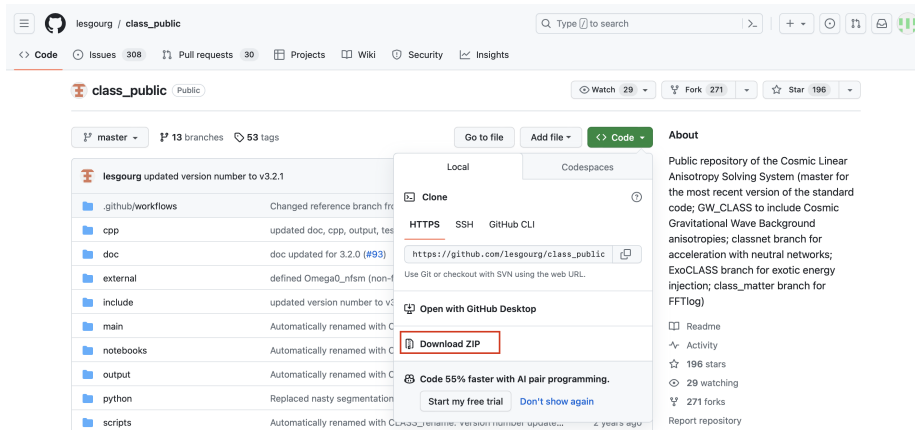 lesgourg / class_public
Type / to search
Code Issues 308 Pull requests 30 Projects Wiki Security Insights
class_public Public
Watch 29 Fork 271 Star 196
master 13 branches 53 tags
Go to file Add file Code
lesgourg updated version number to v3.2.1
.github/workflows Changed reference branch fr
cpp updated doc, cpp, output, tes
doc doc updated for 3.2.0 (#93)
external defined Omega0_nfsm (non-f
include updated version number to v3
main Automatically renamed with C
notebooks Automatically renamed with C
output Automatically renamed with C
python Replaced nasty segmentation
scripts Automatically renamed with CLASS_rename. Version number update... 2 years ago
Local Codespaces
Clone
HTTPS SSH GitHub CLI
https://github.com/lesgourg/class_public
Use Git or checkout with SVN using the web URL.
Open with GitHub Desktop
Download ZIP
Code 55% faster with AI pair programming.
Start my free trial Don't show again
About
Public repository of the Cosmic Linear
Anisotropy Solving System (master for
the most recent version of the standard
code; GW_CLASS to include Cosmic
Gravitational Wave Background
anisotropies; classnet branch for
acceleration with neutral networks;
ExoCLASS branch for exotic energy
injection; class_matter branch for
FFTlog)
Readme
Activity
196 stars
29 watching
271 forks
Report repository